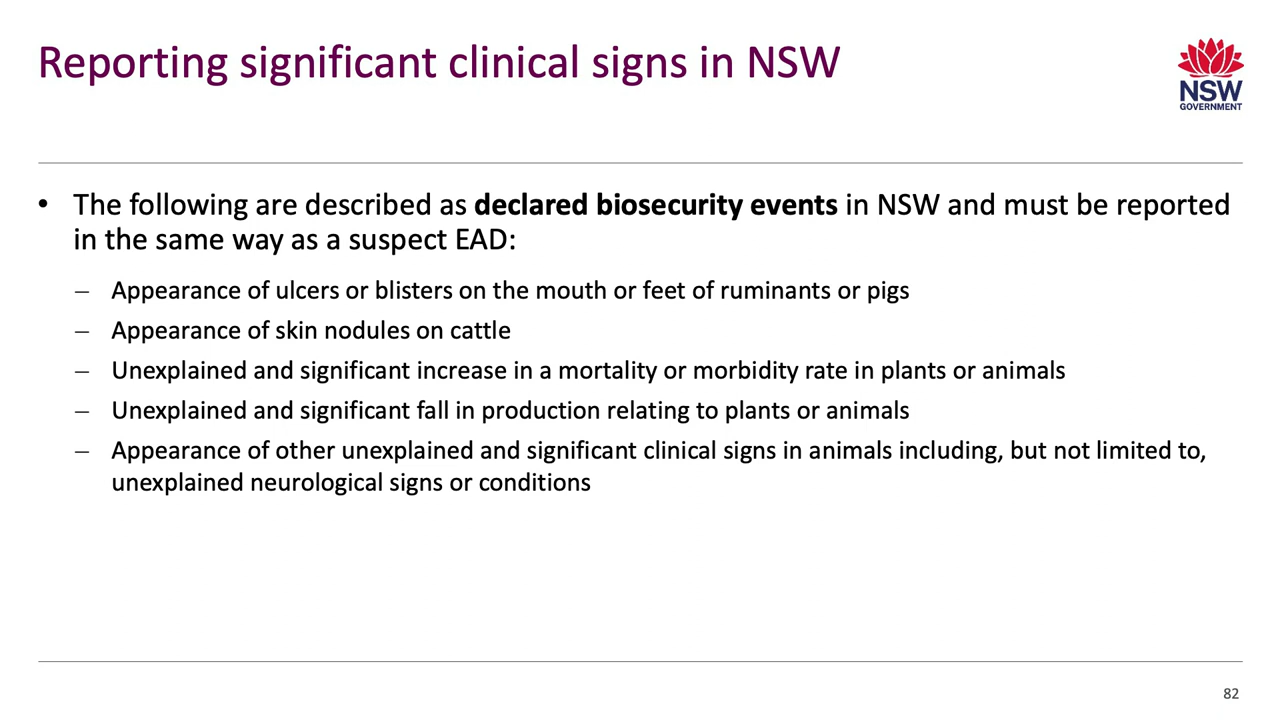 Reporting significant clinical signs in NSW
NSW
GOVERNMENT
• The following are described as declared biosecurity events in NSW and must be reported
in the same way as a suspect EAD:
– Appearance of ulcers or blisters on the mouth or feet of ruminants or pigs
– Appearance of skin nodules on cattle
– Unexplained and significant increase in a mortality or morbidity rate in plants or animals
– Unexplained and significant fall in production relating to plants or animals
– Appearance of other unexplained and significant clinical signs in animals including, but not limited to,
unexplained neurological signs or conditions
82